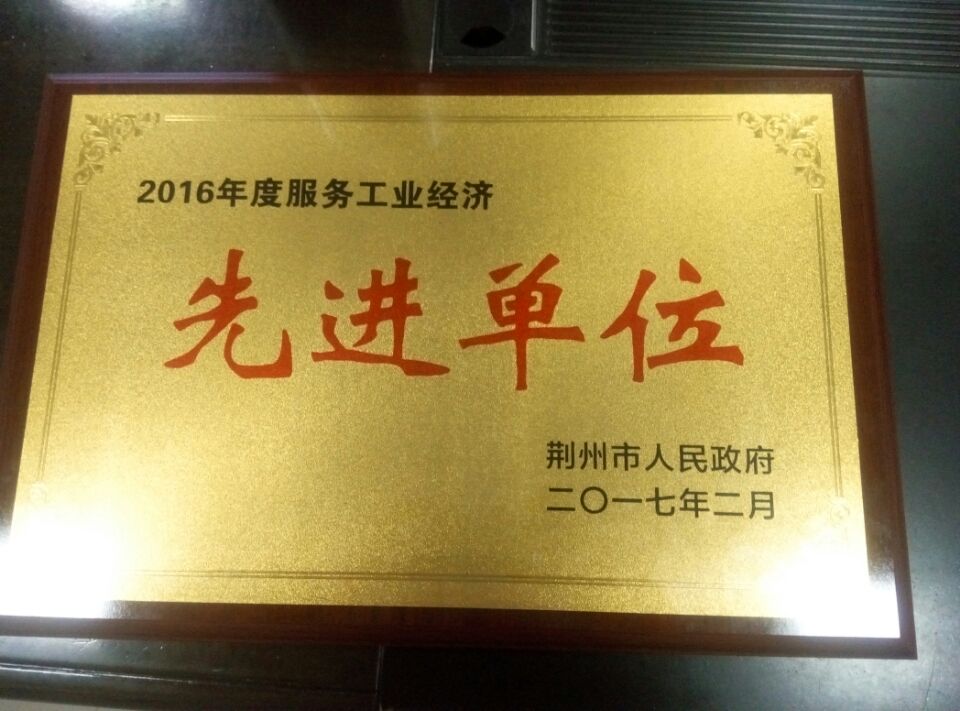 2016年度服务工业经济
先进单位
荆州市人民政府
二〇一七年二月